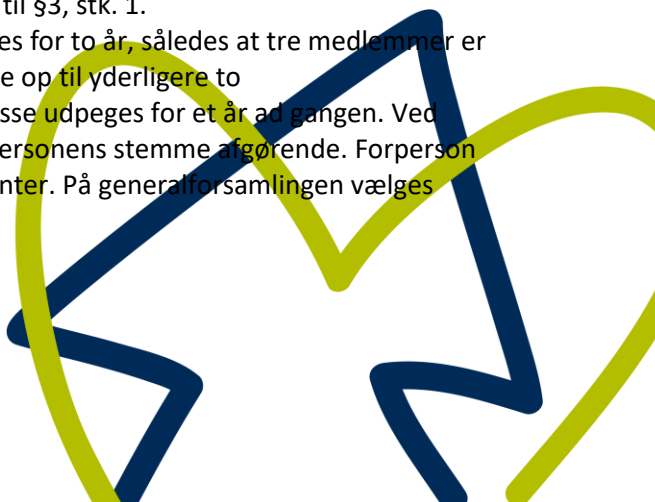 til §3, stk. 1.
es for to år, således at tre medlemmer er
e op til yderligere to
sse udpeges for et år ad gangen. Ved
ersonens stemme afgørende. Forperson
nter. På generalforsamlingen vælges